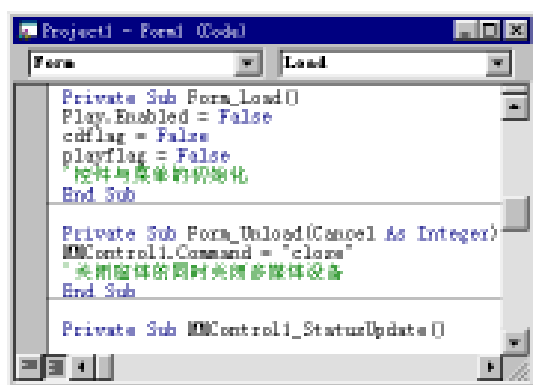 Project1 - Form1 (Code)
Form
Load
Private Sub Form_Load()
Play.Enabled = False
cdflag = False
playflag = False
'控件与菜单的初始化
End Sub
Private Sub Form_Unload(Cancel As Integer)
MMControl1.Command = "close"
'关闭窗体的同时关闭多媒体设备
End Sub
Private Sub MMControl1_StatusUpdate()